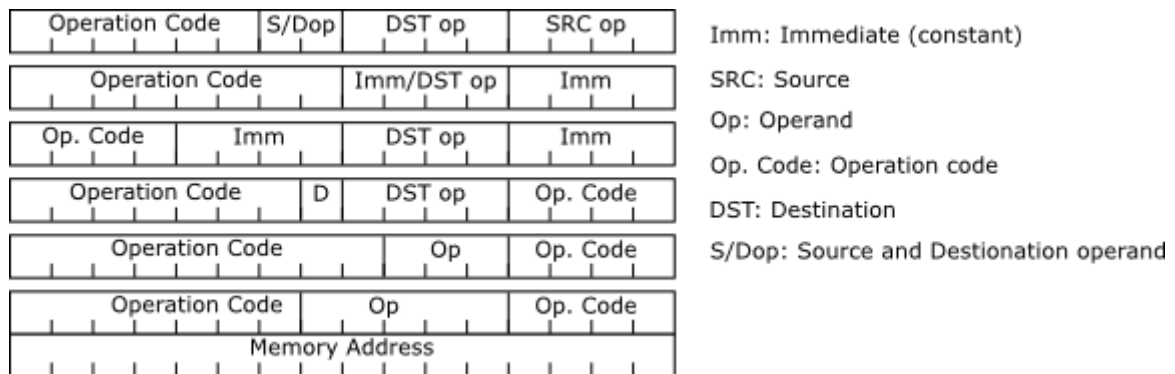 Operation Code S/Dop DST op SRC op
Operation Code Imm/DST op Imm
Op. Code Imm DST op Imm
Operation Code D DST op Op. Code
Operation Code Op Op. Code
Operation Code Op Op. Code
Memory Address
Imm: Immediate (constant)
SRC: Source
Op: Operand
Op. Code: Operation code
DST: Destination
S/Dop: Source and Destionation operand